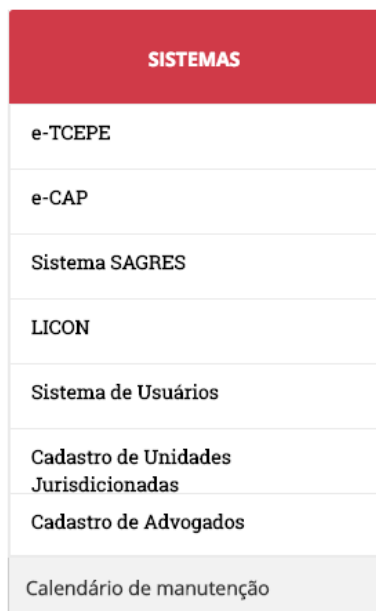 SISTEMAS
e-TCEPE
e-CAP
Sistema SAGRES
LICON
Sistema de Usuários
Cadastro de Unidades
Jurisdicionadas
Cadastro de Advogados
Calendário de manutenção